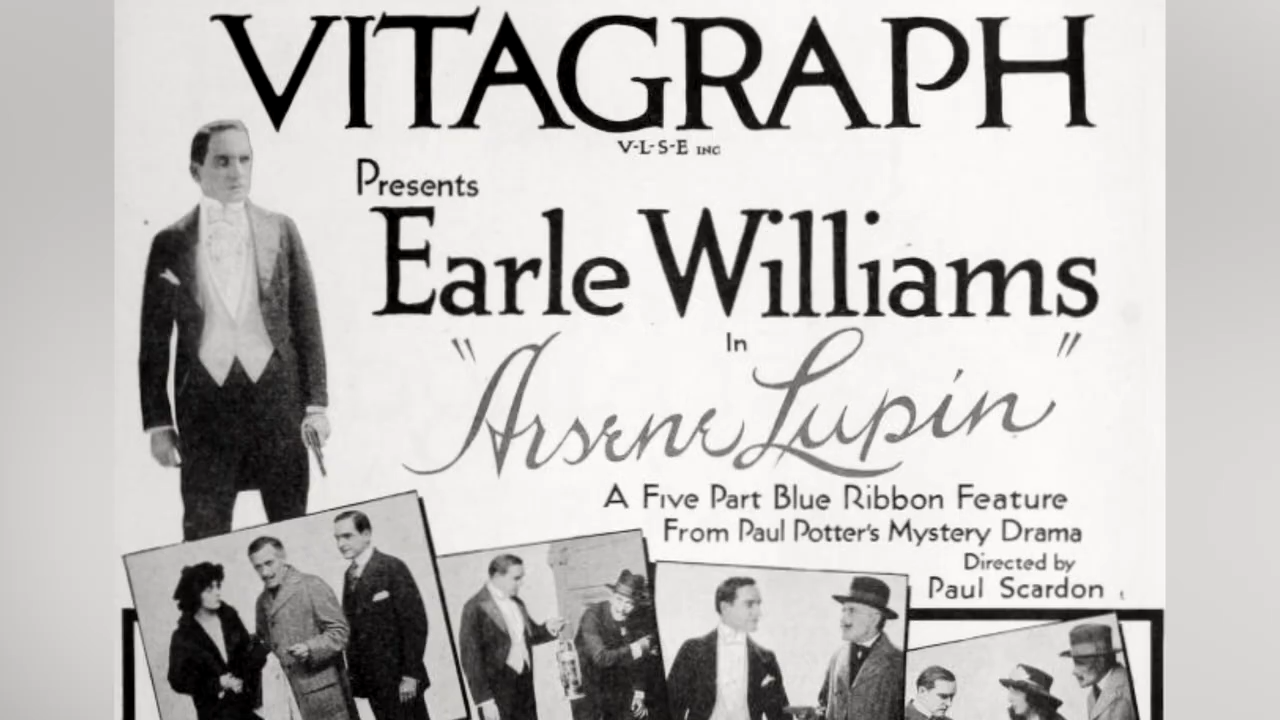 VITAGRAPH
V-L-S-E INC
Presents
Earle Williams
In
"Arsene Lupin"
A Five Part Blue Ribbon Feature
From Paul Potter's Mystery Drama
Directed by
Paul Scardon